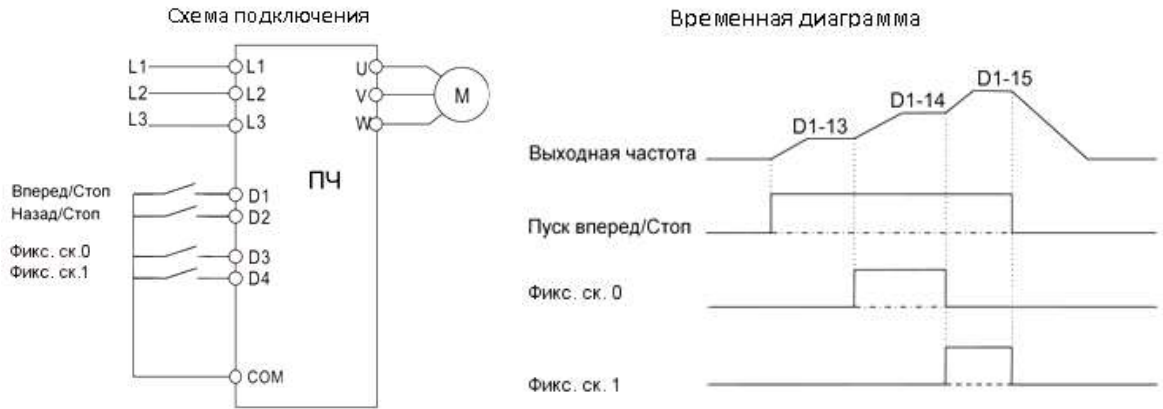 Схема подключения
L1 L1 U
L2 L2 V
L3 L3 W
M
ПЧ
Вперед/Стоп D1
Назад/Стоп D2
Фикс. ск.0 D3
Фикс. ск.1 D4
COM
Временная диаграмма
D1-15
D1-14
D1-13
Выходная частота
Пуск вперед/Стоп
Фикс. ск. 0
Фикс. ск. 1